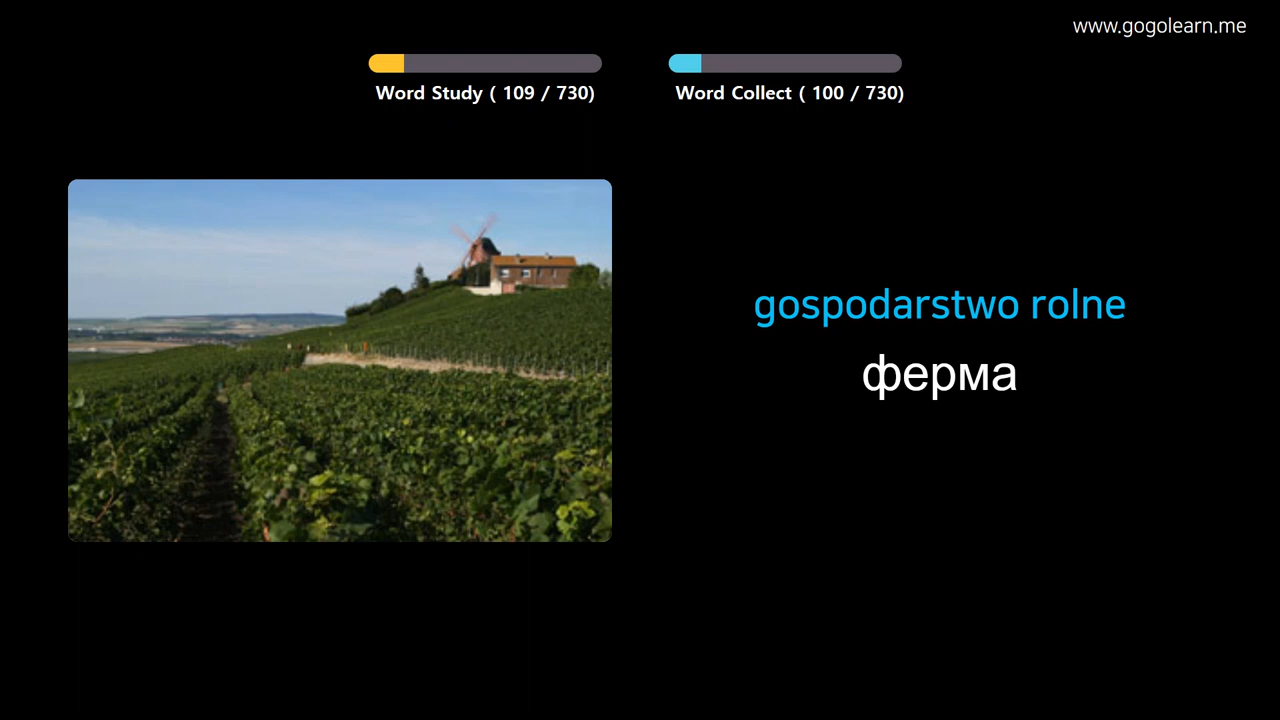 www.gogolearn.me
Word Study ( 109 / 730)
Word Collect ( 100 / 730)
gospodarstwo rolne
ферма